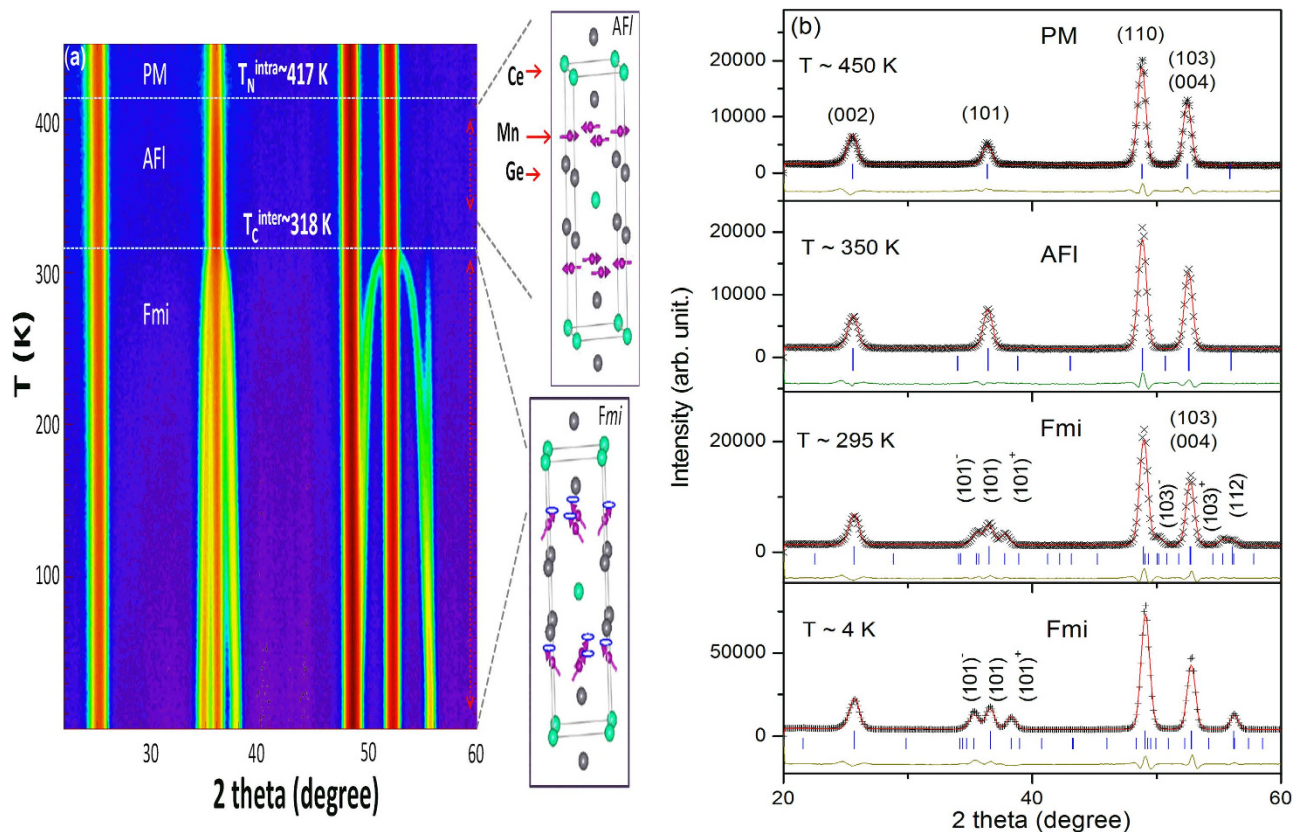 (a)
PM
T_N^intra~417 K
400
AFl
T_C^inter~318 K
300
Fmi
200
100
T (K)
30
40
50
60
2 theta (degree)
AFl
Ce
Mn
Ge
Fmi
(b)
PM
T ~ 450 K
(002)
(101)
(110)
(103)
(004)
20000
10000
0
T ~ 350 K
AFl
20000
10000
0
T ~ 295 K
Fmi
(103)
(004)
(101)⁻
(101)
(101)⁺
(103)⁻
(103)⁺
(112)
20000
0
T ~ 4 K
Fmi
(101)⁻
(101)
(101)⁺
50000
0
Intensity (arb. unit.)
20
40
60
2 theta (degree)